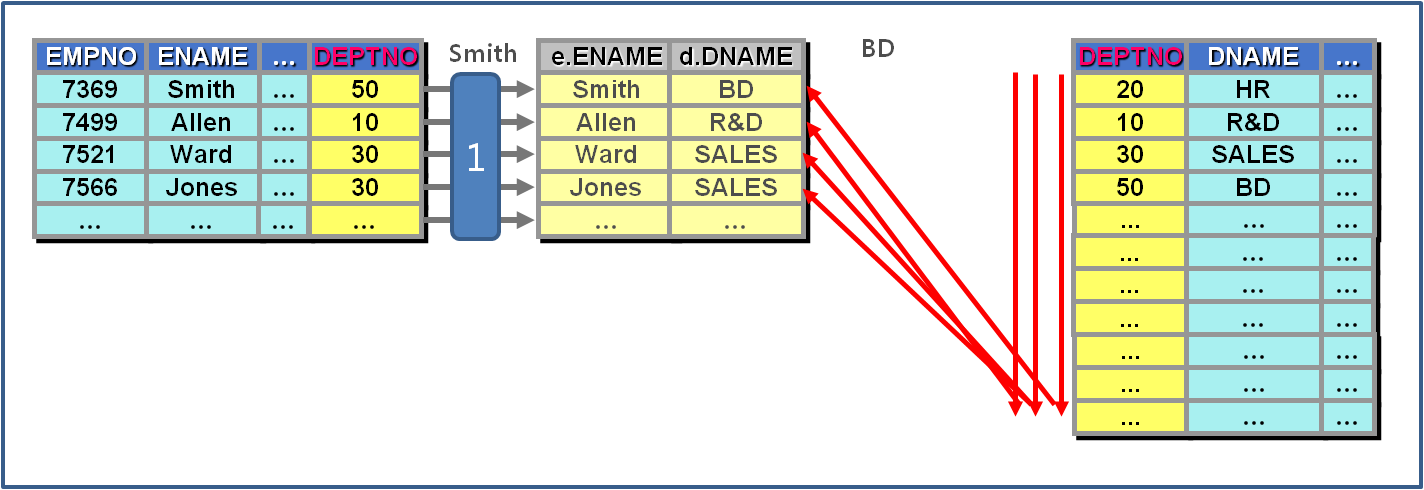 Smith BD
EMPNO ENAME ... DEPTNO
7369 Smith ... 50
7499 Allen ... 10
7521 Ward ... 30
7566 Jones ... 30
... ... ... ...
1
e.ENAME d.DNAME
Smith BD
Allen R&D
Ward SALES
Jones SALES
... ...
DEPTNO DNAME ...
20 HR ...
10 R&D ...
30 SALES ...
50 BD ...
... ... ...
... ... ...
... ... ...
... ... ...
... ... ...
... ... ...
... ... ...